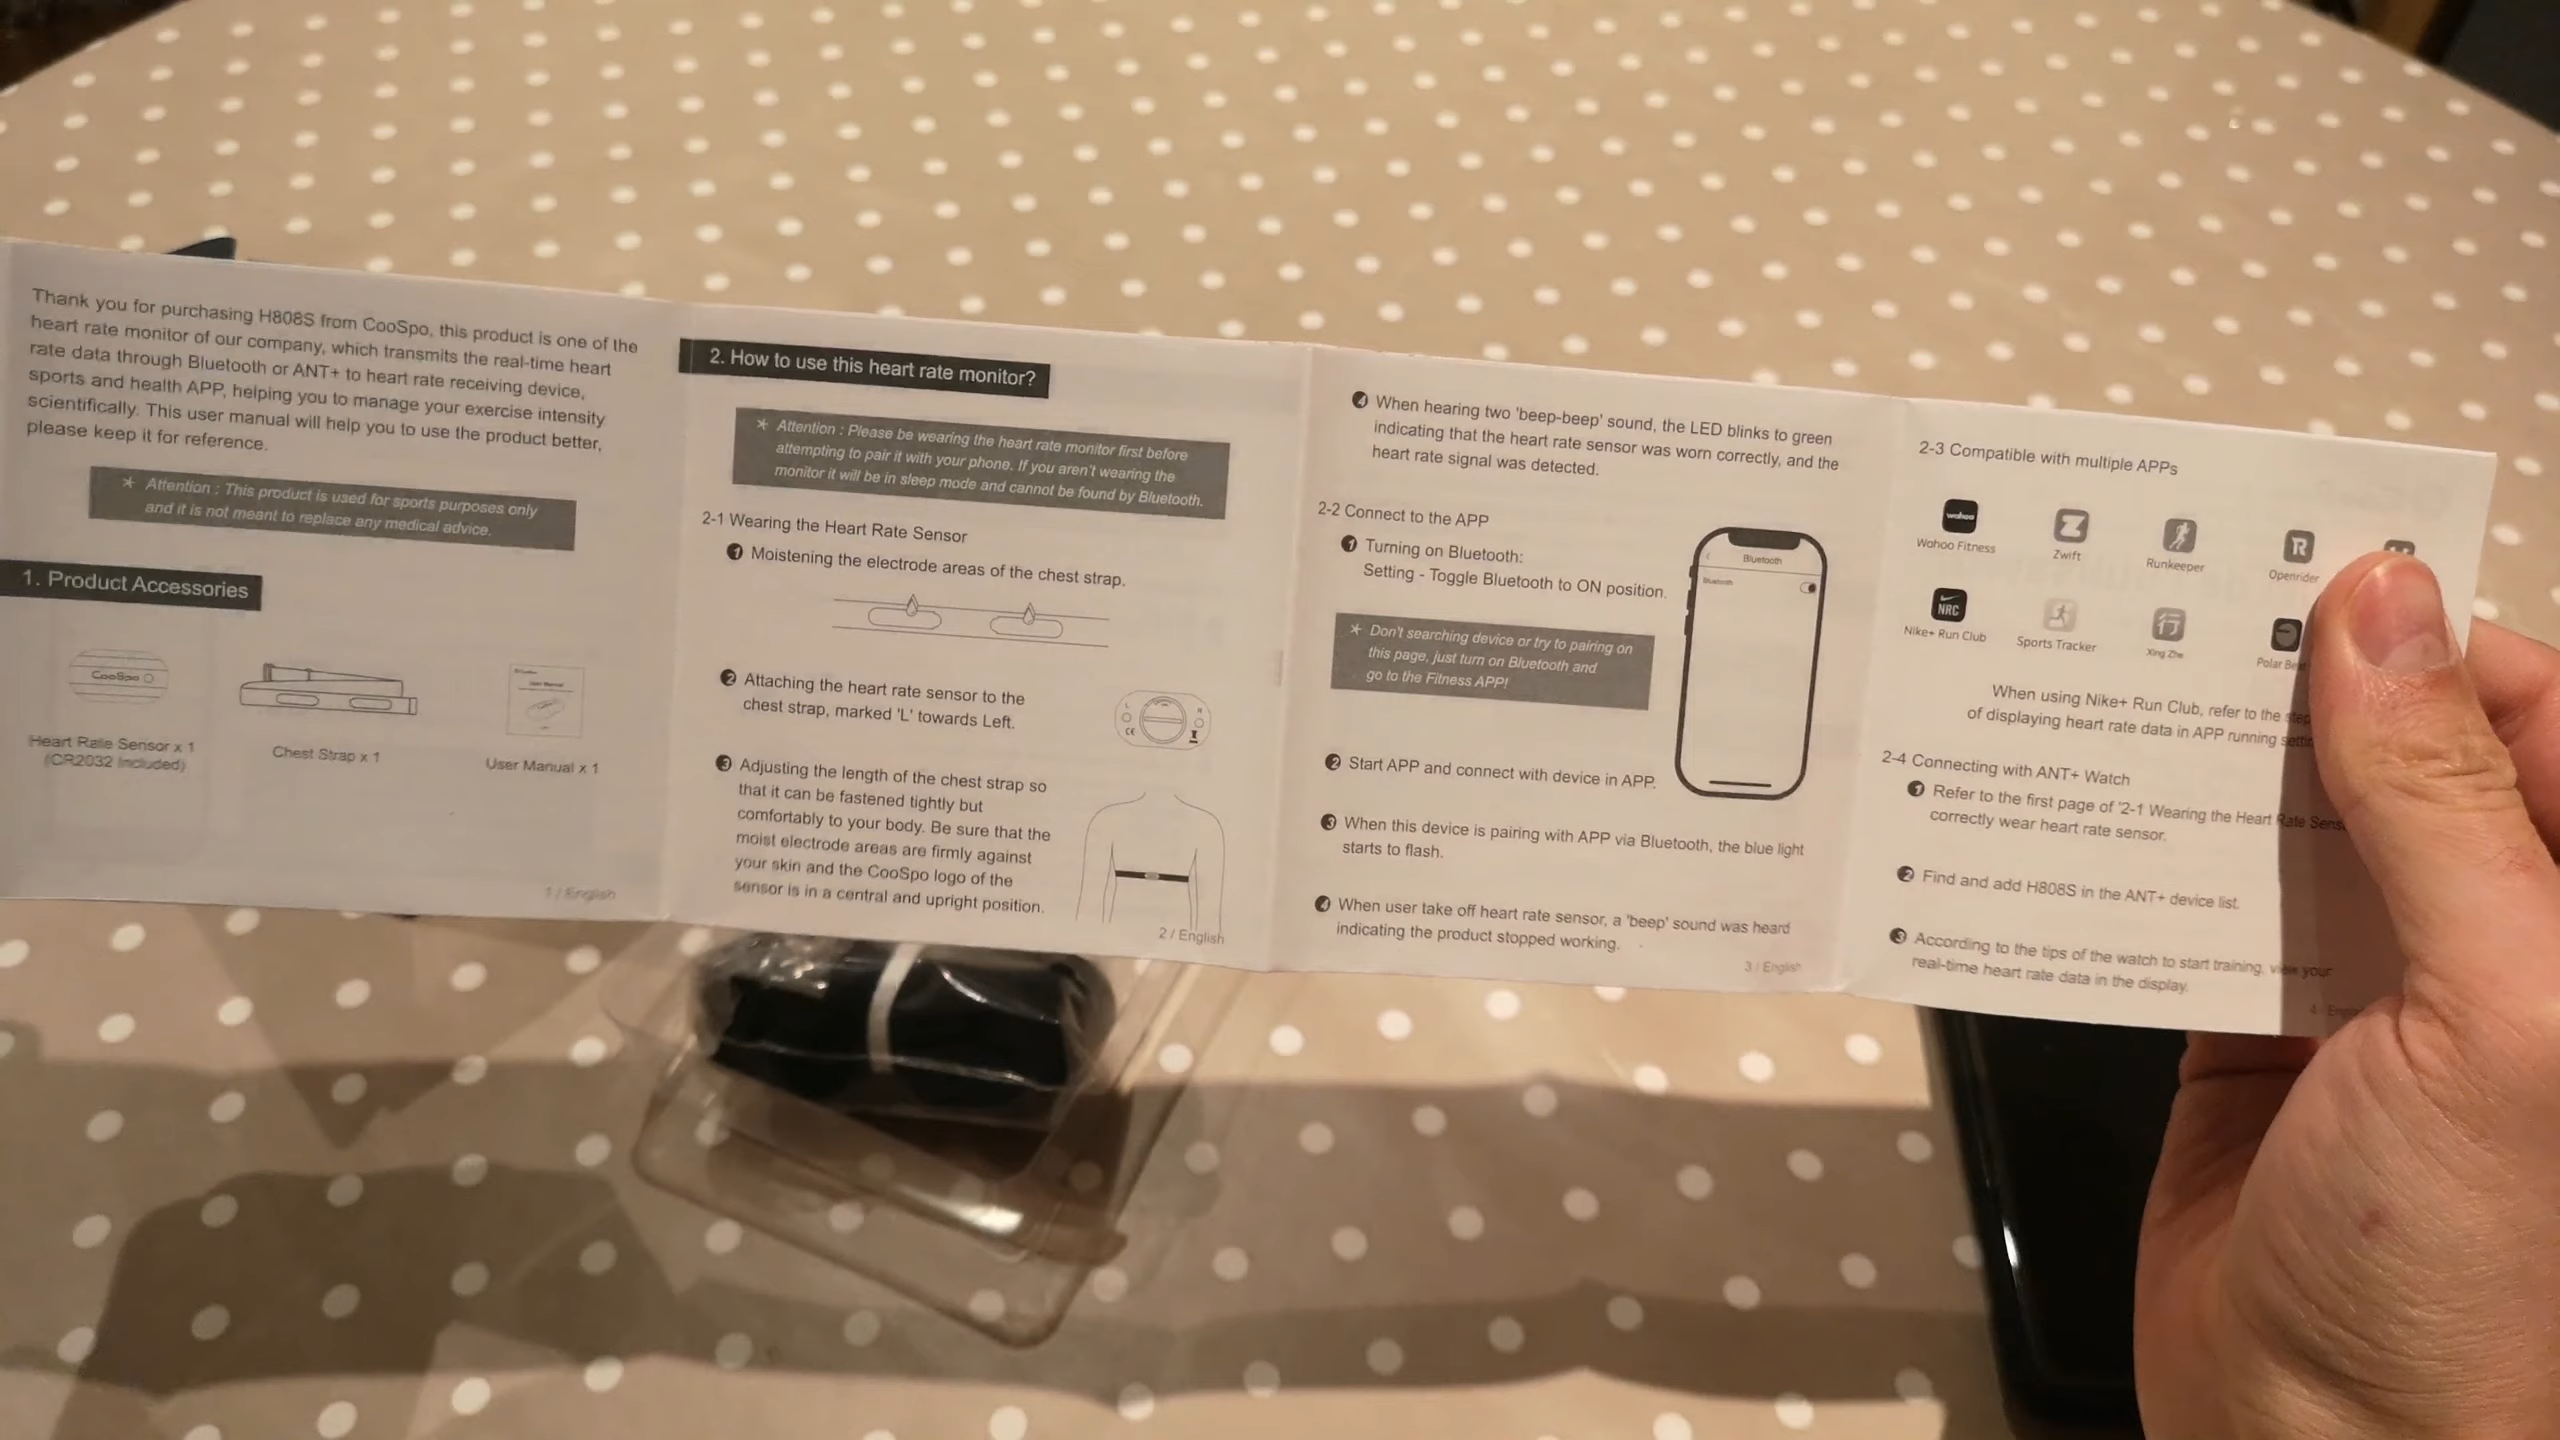 Thank you for purchasing H808S from CooSpo, this product is one of the
heart rate monitor of our company, which transmits the real-time heart
rate data through Bluetooth or ANT+ to heart rate receiving device,
sports and health APP, helping you to manage your exercise intensity
scientifically. This user manual will help you to use the product better,
please keep it for reference.
* Attention : This product is used for sports purposes only
and it is not meant to replace any medical advice.
1. Product Accessories
CooSpo
Heart Rate Sensor x 1
(CR2032 Included)
Chest Strap x 1
User Manual
User Manual x 1
1 / English
2. How to use this heart rate monitor?
* Attention : Please be wearing the heart rate monitor first before
attempting to pair it with your phone. If you aren't wearing the
monitor it will be in sleep mode and cannot be found by Bluetooth.
2-1 Wearing the Heart Rate Sensor
1 Moistening the electrode areas of the chest strap.
2 Attaching the heart rate sensor to the
chest strap, marked 'L' towards Left.
L
R
CE
3 Adjusting the length of the chest strap so
that it can be fastened tightly but
comfortably to your body. Be sure that the
moist electrode areas are firmly against
your skin and the CooSpo logo of the
sensor is in a central and upright position.
2 / English
4 When hearing two 'beep-beep' sound, the LED blinks to green
indicating that the heart rate sensor was worn correctly, and the
heart rate signal was detected.
2-2 Connect to the APP
1 Turning on Bluetooth:
Setting - Toggle Bluetooth to ON position.
Bluetooth
Bluetooth
* Don't searching device or try to pairing on
this page, just turn on Bluetooth and
go to the Fitness APP!
2 Start APP and connect with device in APP.
3 When this device is pairing with APP via Bluetooth, the blue light
starts to flash.
4 When user take off heart rate sensor, a 'beep' sound was heard
indicating the product stopped working.
3 / English
2-3 Compatible with multiple APPs
wahoo
Wahoo Fitness
Zwift
Runkeeper
Openrider
NRC
Nike+ Run Club
Sports Tracker
行
Xing Zhe
Polar
When using Nike+ Run Club, refer to the
of displaying heart rate data in APP running
2-4 Connecting with ANT+ Watch
1 Refer to the first page of '2-1 Wearing the Heart Rate
correctly wear heart rate sensor.
2 Find and add H808S in the ANT+ device list.
3 According to the tips of the watch to start training, view your
real-time heart rate data in the display.
4 /